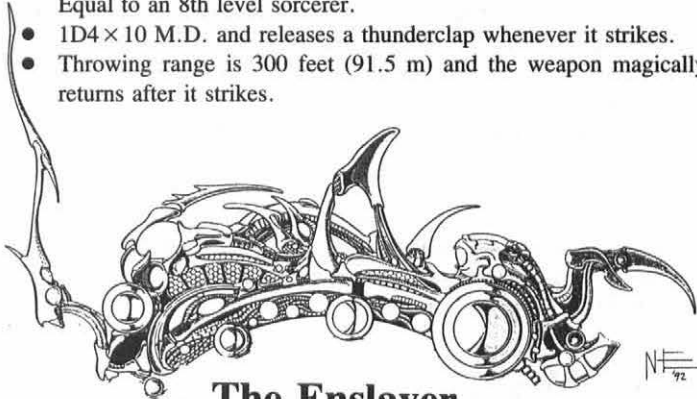 Equal to an 8th level sorcerer.
● 1D4×10 M.D. and releases a thunderclap whenever it strikes.
● Throwing range is 300 feet (91.5 m) and the weapon magically
returns after it strikes.
NE
'92
The Enslaver